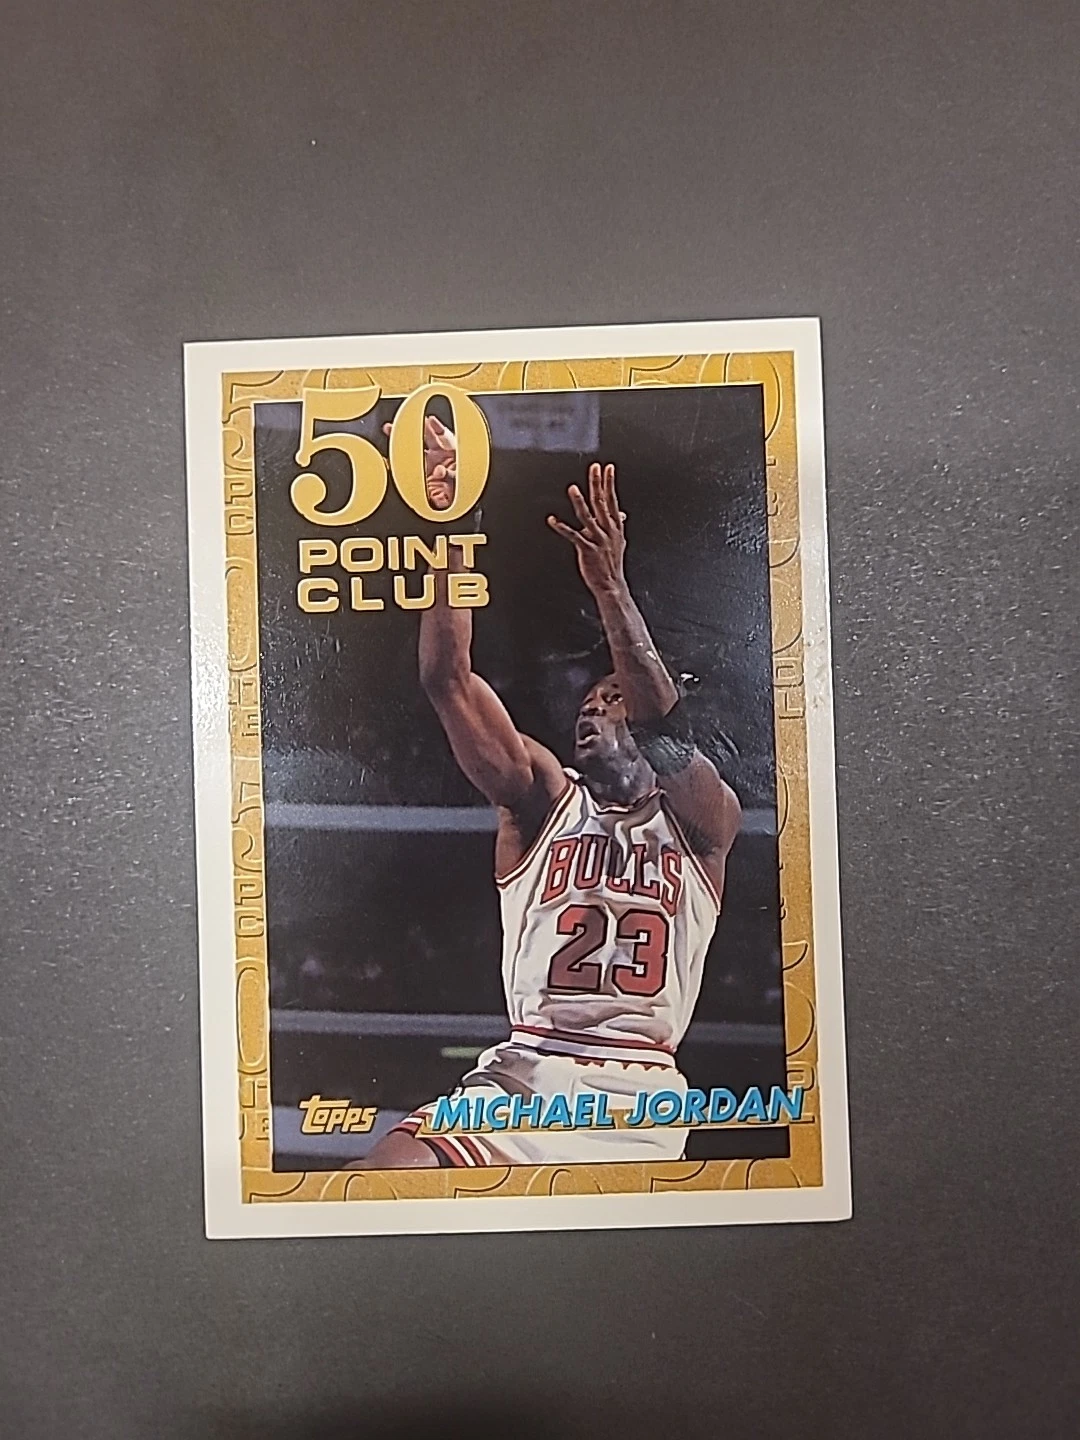 50
POINT
CLUB
BULLS
23
TOPPS
MICHAEL JORDAN